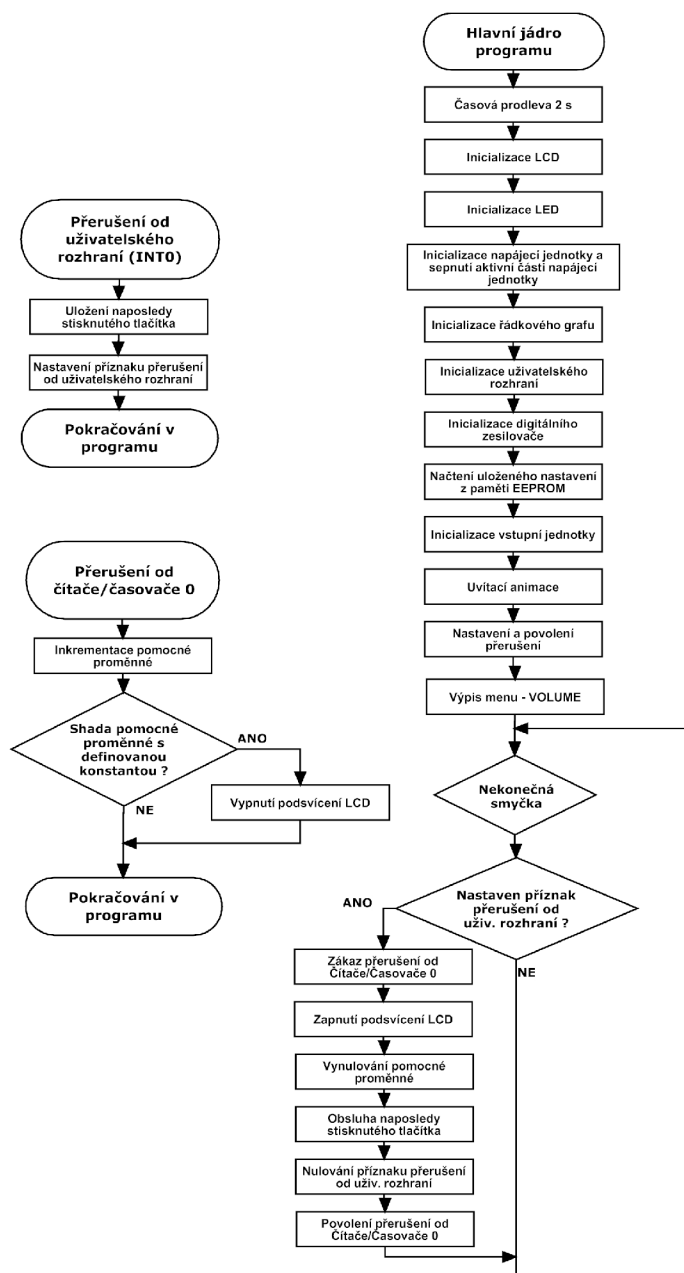 Hlavní jádro
programu
Časová prodleva 2 s
Inicializace LCD
Inicializace LED
Inicializace napájecí jednotky a
sepnutí aktivní části napájecí
jednotky
Inicializace řádkového grafu
Inicializace uživatelského
rozhraní
Inicializace digitálního
zesilovače
Načtení uloženého nastavení
z paměti EEPROM
Inicializace vstupní jednotky
Uvítací animace
Nastavení a povolení
přerušení
Výpis menu - VOLUME
Nekonečná
smyčka
Nastaven příznak
přerušení od
uživ. rozhraní ?
ANO
NE
Zákaz přerušení od
Čítače/Časovače 0
Zapnutí podsvícení LCD
Vynulování pomocné
proměnné
Obsluha naposledy
stisknutého tlačítka
Nulování příznaku přerušení
od uživ. rozhraní
Povolení přerušení od
Čítače/Časovače 0
Přerušení od
uživatelského
rozhraní (INT0)
Uložení naposledy
stisknutého tlačítka
Nastavení příznaku přerušení
od uživatelského rozhraní
Pokračování v
programu
Přerušení od
čítače/časovače 0
Inkrementace pomocné
proměnné
Shada pomocné
proměnné s
definovanou
konstantou ?
ANO
NE
Vypnutí podsvícení LCD
Pokračování v
programu